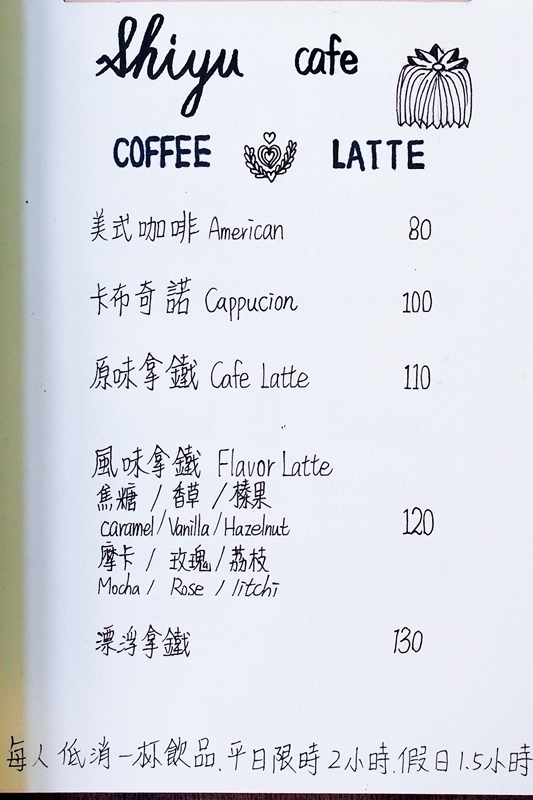 Shiyu cafe
COFFEE LATTE
美式咖啡 American 80
卡布奇諾 Cappucion 100
原味拿鐵 Cafe Latte 110
風味拿鐵 Flavor Latte
焦糖 / 香草 / 榛果
caramel / Vanilla / Hazelnut 120
摩卡 / 玫瑰 / 荔枝
Mocha / Rose / litchi
漂浮拿鐵 130
每人低消一杯飲品.平日限時2小時.假日1.5小時